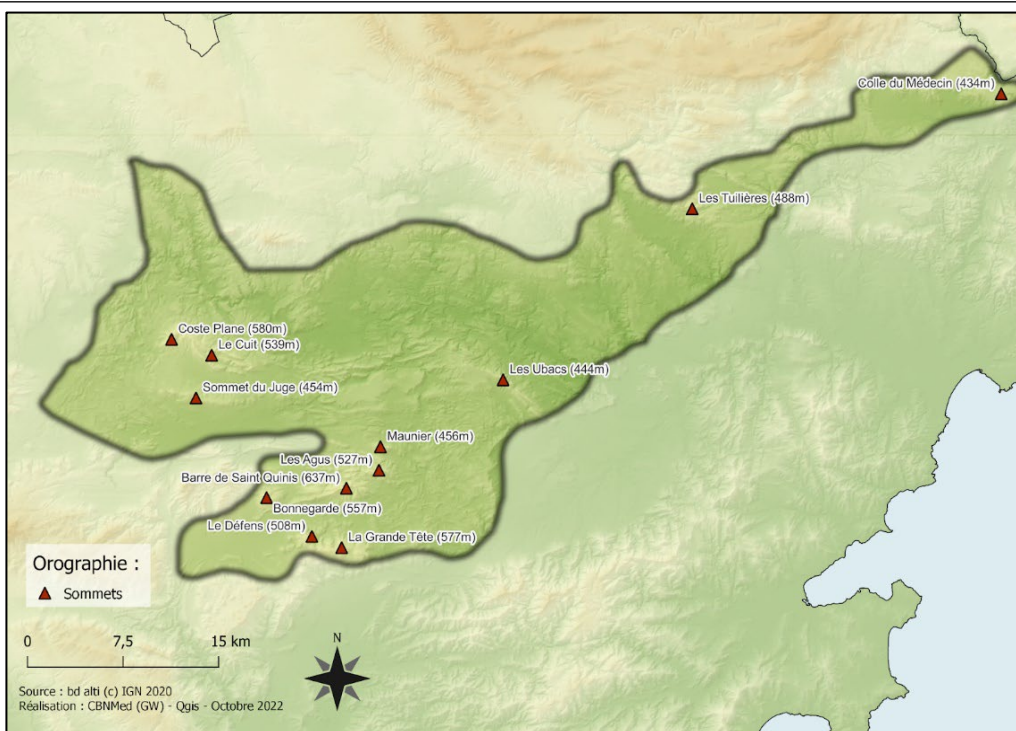 Colle du Médecin (434m)
Les Tuilières (488m)
Coste Plane (580m)
Le Cuit (539m)
Sommet du Juge (454m)
Les Ubacs (444m)
Maunier (456m)
Les Agus (527m)
Barre de Saint Quinis (637m)
Bonnegarde (557m)
Le Défens (508m)
La Grande Tête (577m)
Orographie :
Sommets
0 7,5 15 km
N
Source : bd alti (c) IGN 2020
Réalisation : CBNMed (GW) - Qgis - Octobre 2022